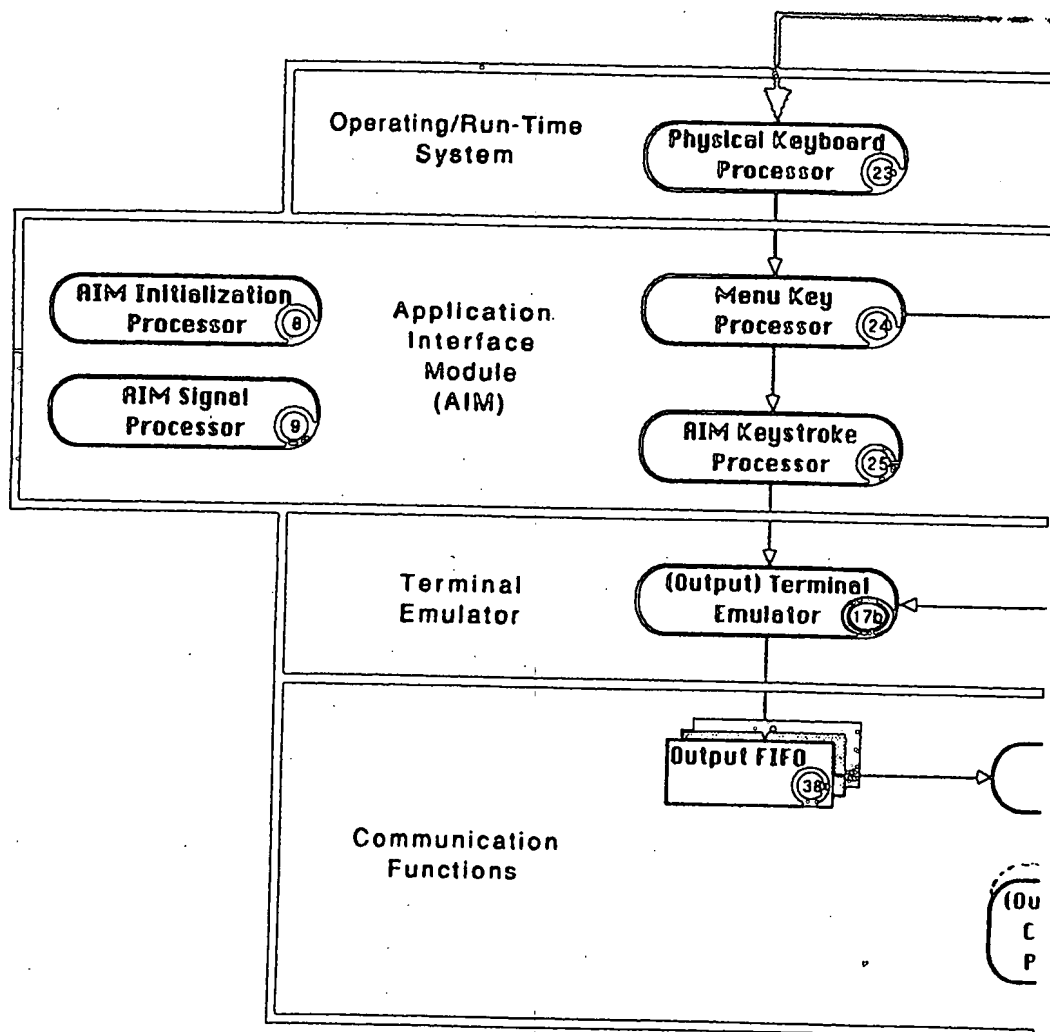 Operating/Run-Time
System
Physical Keyboard
Processor
23
AIM Initialization
Processor
8
Application
Interface
Module
(AIM)
Menu Key
Processor
24
AIM Signal
Processor
9
AIM Keystroke
Processor
25
Terminal
Emulator
(Output) Terminal
Emulator
17b
Output FIFO
38
Communication
Functions
(Ou
C
P